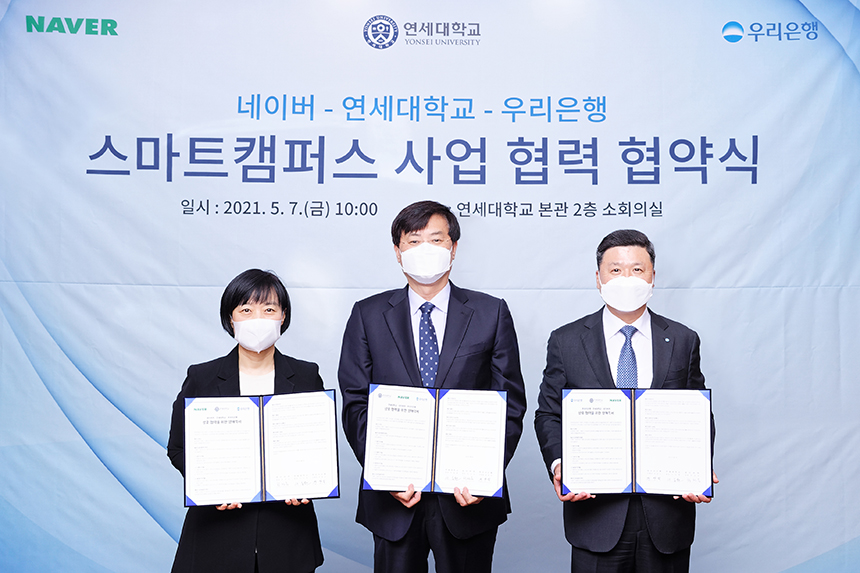 NAVER
연세대학교
YONSEI UNIVERSITY
우리은행
네이버 - 연세대학교 - 우리은행
스마트캠퍼스 사업 협력 협약식
일시 : 2021. 5. 7.(금) 10:00
: 연세대학교 본관 2층 소회의실